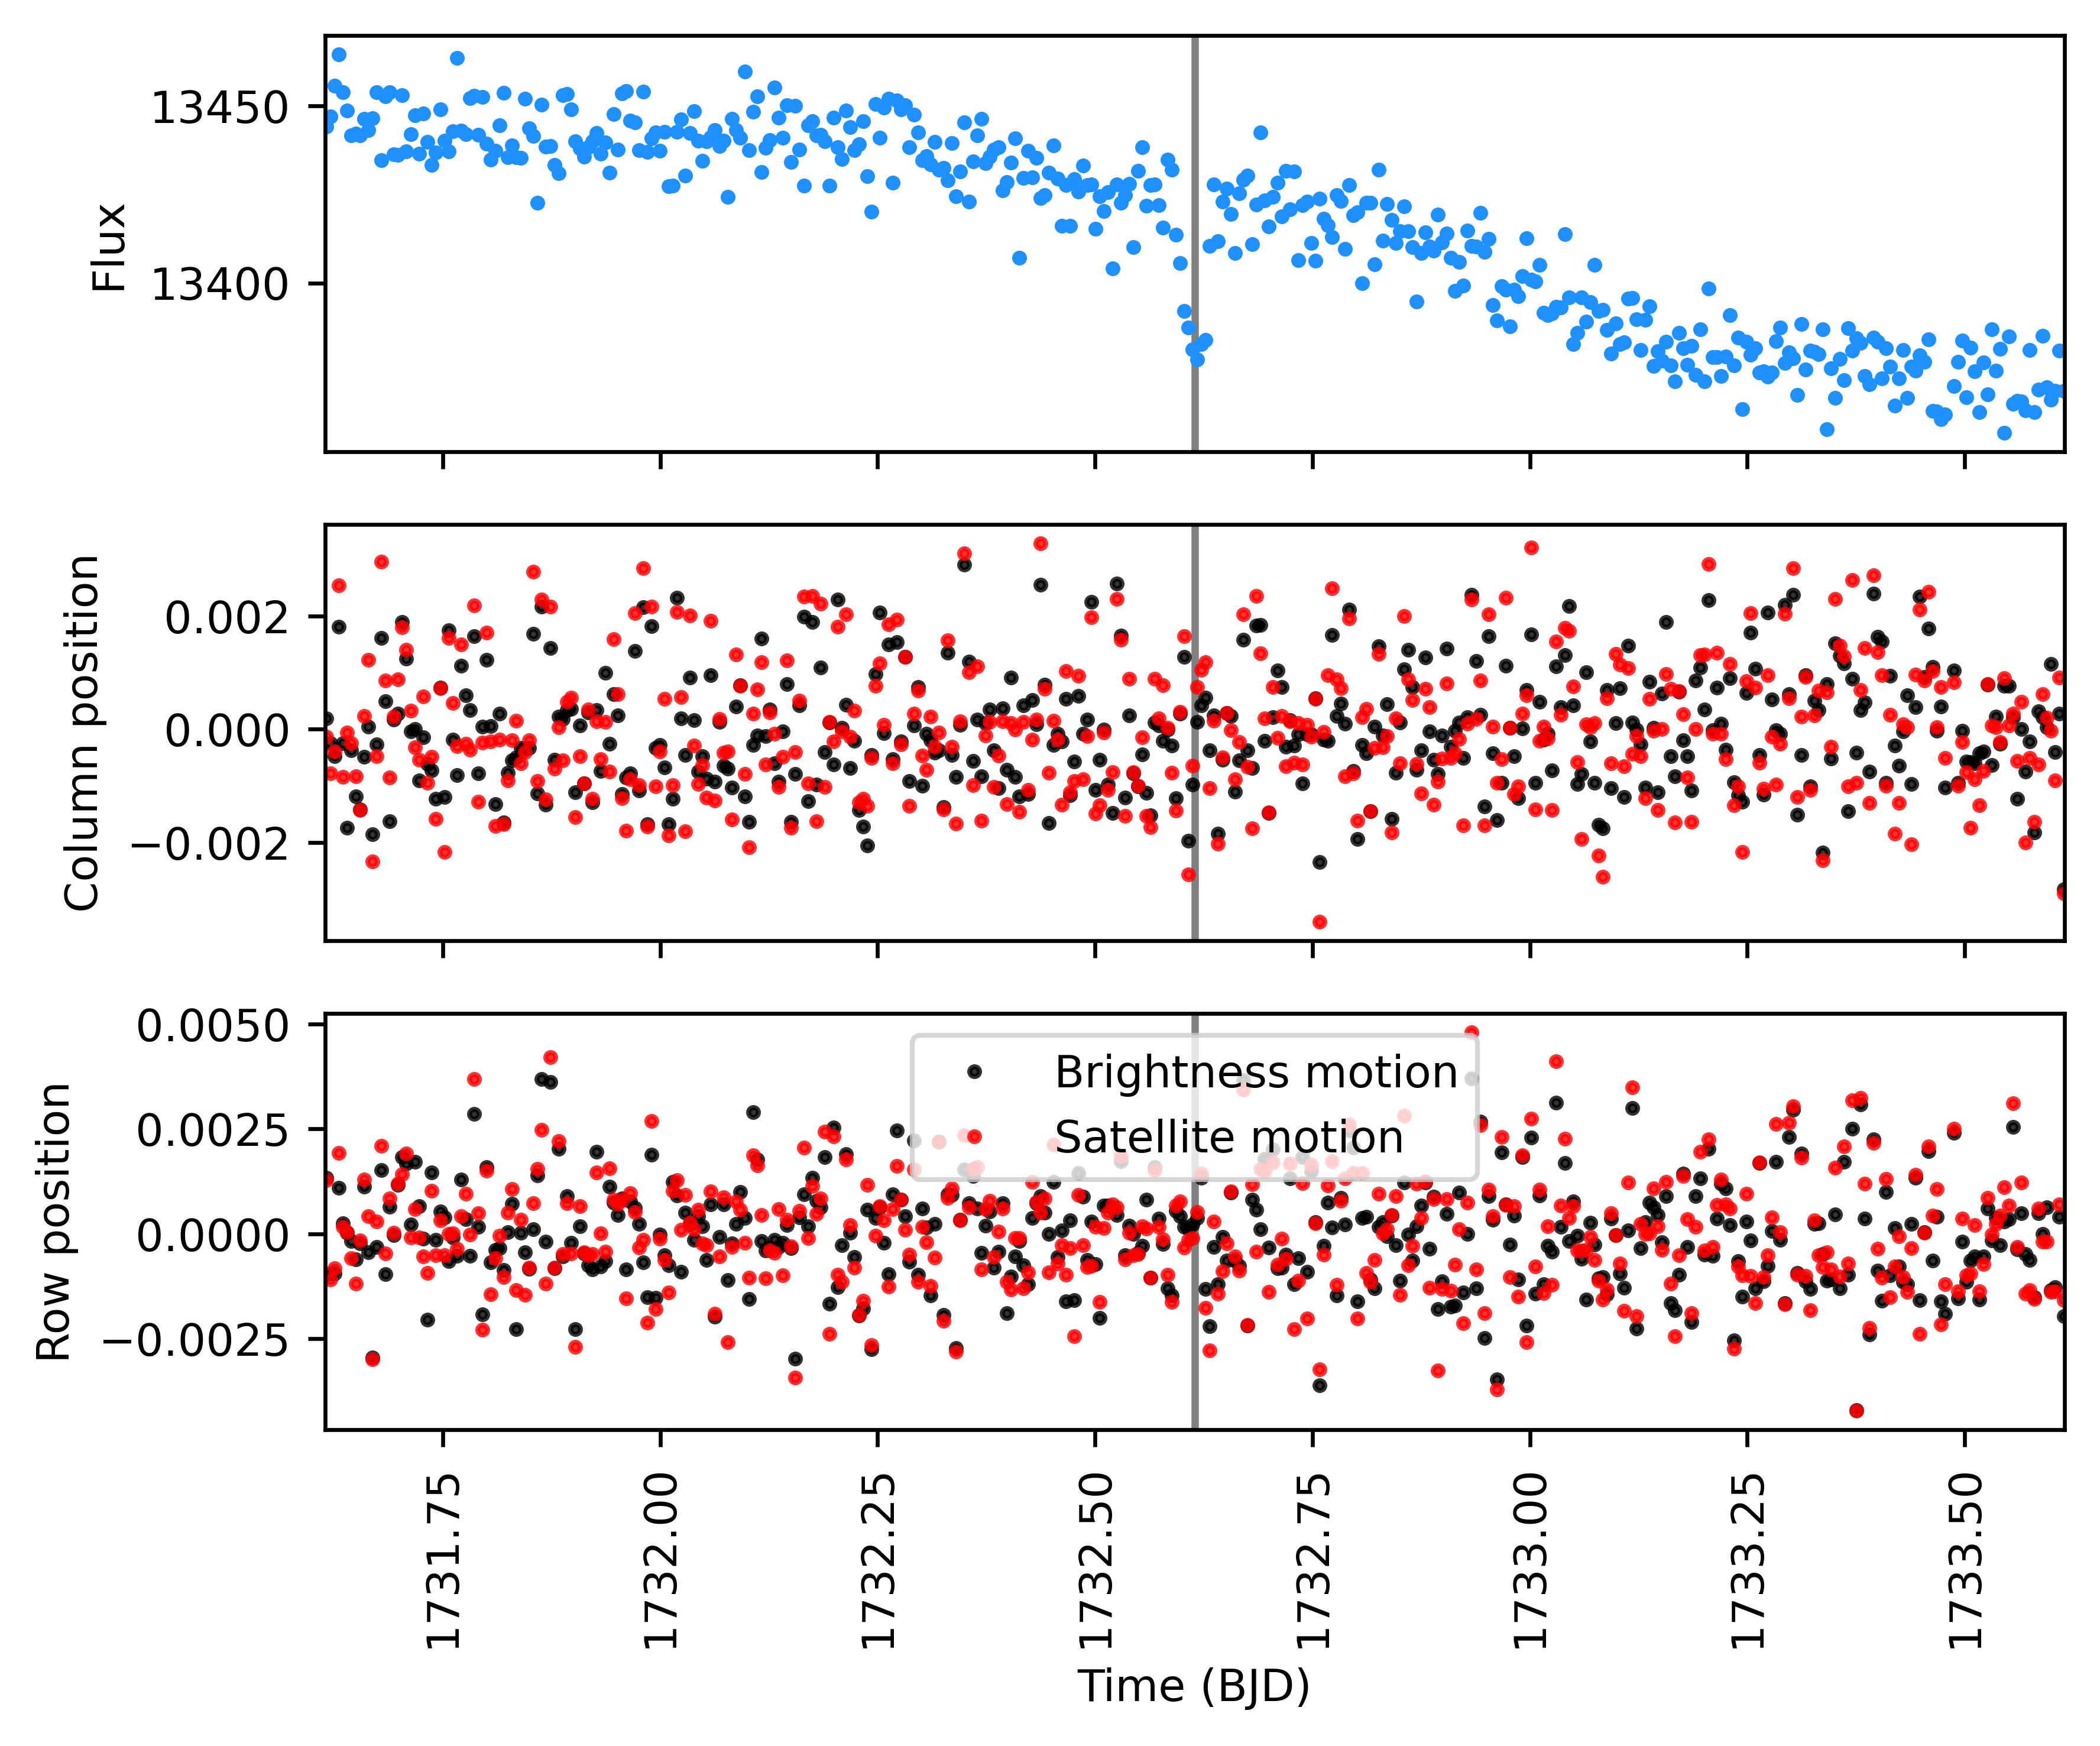 Flux
13450
13400
Column position
0.002
0.000
−0.002
Row position
0.0050
0.0025
0.0000
−0.0025
Brightness motion
Satellite motion
1731.75
1732.00
1732.25
1732.50
1732.75
1733.00
1733.25
1733.50
Time (BJD)